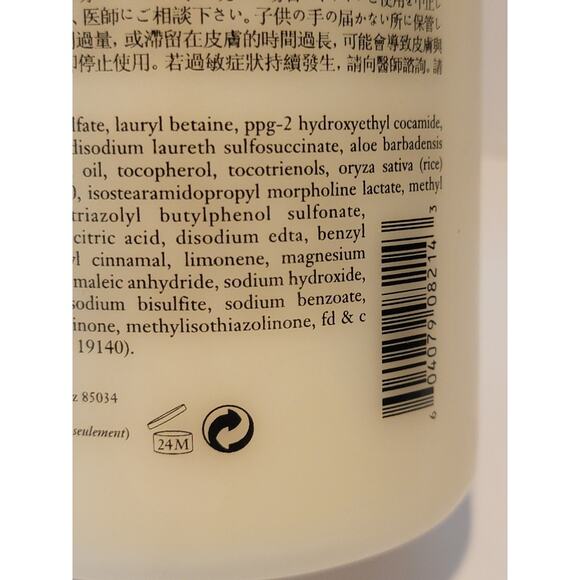 、医師にご相談下さい。子供の手の届かない所に保管し
過量, 或滯留在皮膚的時間過長, 可能會導致皮膚與
停止使用。若過敏症狀持續發生, 請向醫師諮詢。請
lfate, lauryl betaine, ppg-2 hydroxyethyl cocamide,
disodium laureth sulfosuccinate, aloe barbadensis
oil, tocopherol, tocotrienols, oryza sativa (rice)
, isostearamidopropyl morpholine lactate, methyl
triazolyl butylphenol sulfonate,
citric acid, disodium edta, benzyl
l cinnamal, limonene, magnesium
maleic anhydride, sodium hydroxide,
sodium bisulfite, sodium benzoate,
inone, methylisothiazolinone, fd & c
19140).
z 85034
seulement)
24M
6 04079 08214 3